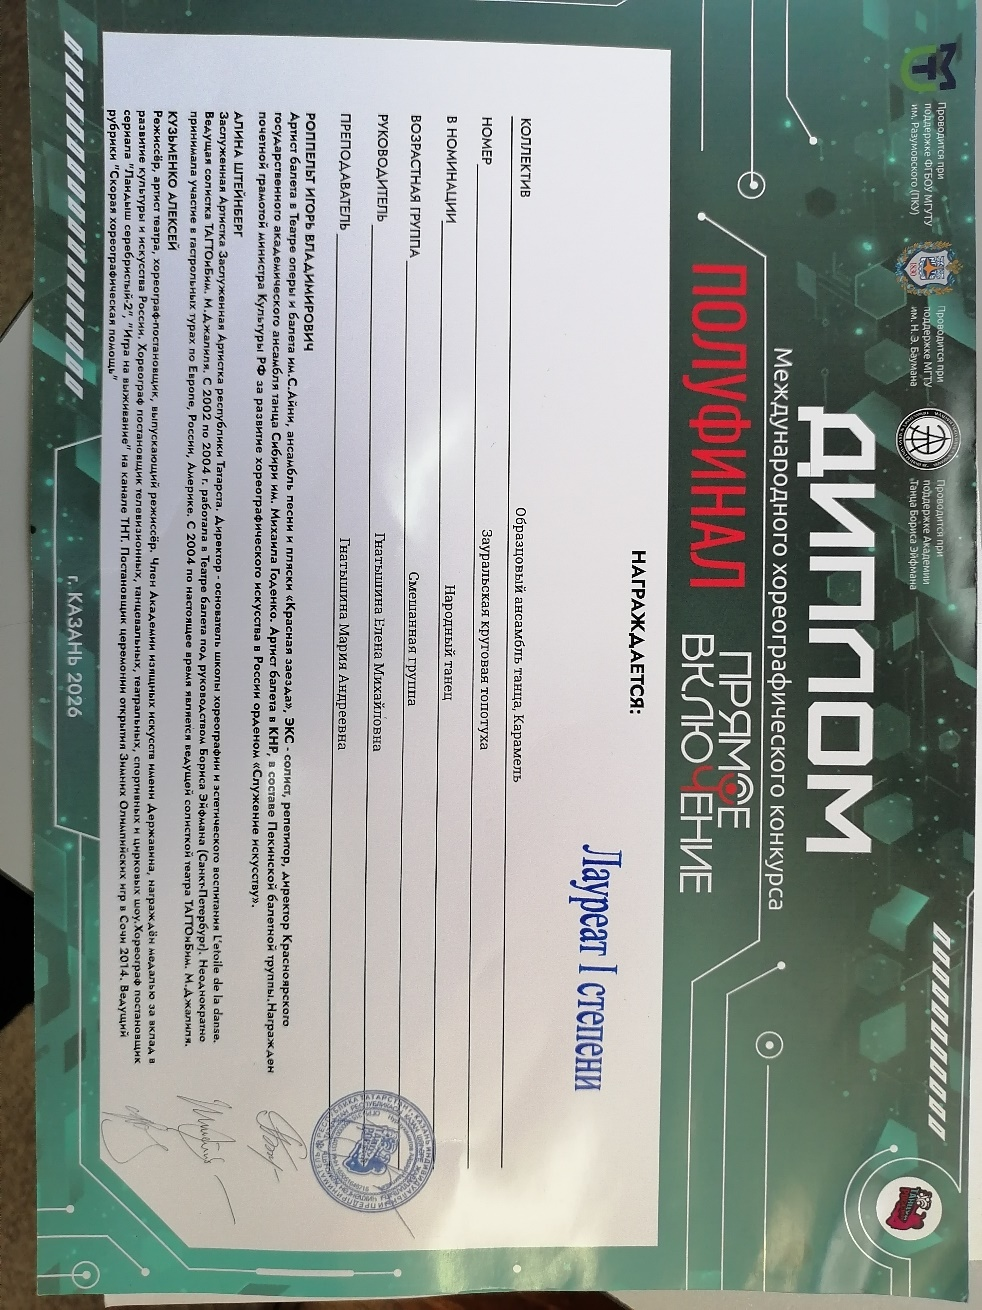 Проводится при
поддержке ФГБОУ МГУТУ
им. Разумовского (ПКУ)
Проводится при
поддержке МГТУ
им. Н.Э. Баумана
Проводится при
поддержке Академии
Танца Бориса Эйфмана
ДИПЛОМ
Международного хореографического конкурса
ПОЛУФИНАЛ
ПРЯМОЕ
ВКЛЮЧЕНИЕ
НАГРАЖДАЕТСЯ:
Лауреат I степени
КОЛЛЕКТИВ Образцовый ансамбль танца, Карамель
НОМЕР Зауральская круговая топотуха
В НОМИНАЦИИ Народный танец
ВОЗРАСТНАЯ ГРУППА Смешанная группа
РУКОВОДИТЕЛЬ Гнатышина Елена Михайловна
ПРЕПОДАВАТЕЛЬ Гнатышина Мария Андреевна
РОППЕЛЬТ ИГОРЬ ВЛАДИМИРОВИЧ
Артист балета в Театре оперы и балета им.С.Айни, ансамбль песни и пляски «Красная звезда», ЭКС - солист, репетитор, директор Красноярского
государственного академического ансамбля танца Сибири им. Михаила Годенко. Артист балета в КНР, в составе Пекинской балетной труппы.Награжден
почетной грамотой министра Культуры РФ за развитие хореографического искусства в России орденом «Служение искусству».
АЛИНА ШТЕЙНБЕРГ
Заслуженная Артистка Заслуженная Артистка республики Татарста. Директор - основатель школы хореографии и эстетического воспитания L'etoile de la danse.
Ведущая солистка ТАГТОиБим. М.Джалиля. С 2002 по 2004 г. работала в Театре балета под руководством Бориса Эйфмана (Санкт-Петербург). Неоднократно
принимала участие в гастрольных турах по Европе, России, Америке. С 2004 по настоящее время является ведущей солисткой театра ТАГТОиБим. М.Джалиля.
КУЗЬМЕНКО АЛЕКСЕЙ
Режиссёр, артист театра, хореограф-постановщик, выпускающий режиссёр. Член Академии изящных искусств имени Державина, награждён медалью за вклад в
развитие культуры и искусства России. Хореограф постановщик телевизионных, танцевальных, театральных, спортивных и цирковых шоу.Хореограф постановщик
сериала "Ландыш серебристый-2", "Игра на выживание" на канале ТНТ. Постановщик церемонии открытия Зимних Олимпийских игр в Сочи 2014. Ведущий
рубрики "Скорая хореографическая помощь"
г. КАЗАНЬ 2026